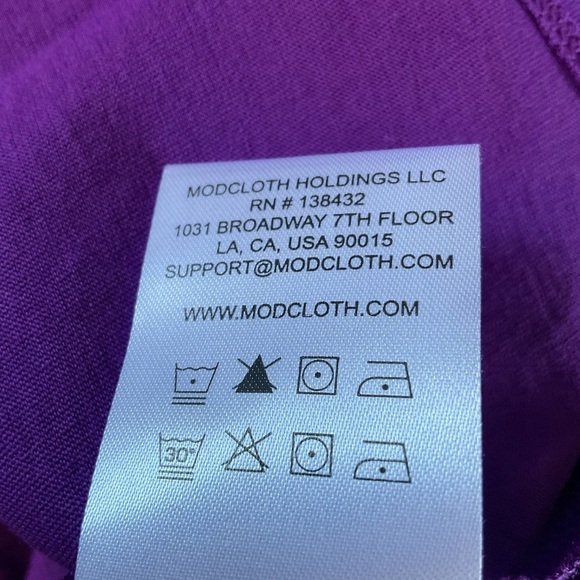 MODCLOTH HOLDINGS LLC
RN # 138432
1031 BROADWAY 7TH FLOOR
LA, CA, USA 90015
SUPPORT@MODCLOTH.COM
WWW.MODCLOTH.COM
30°